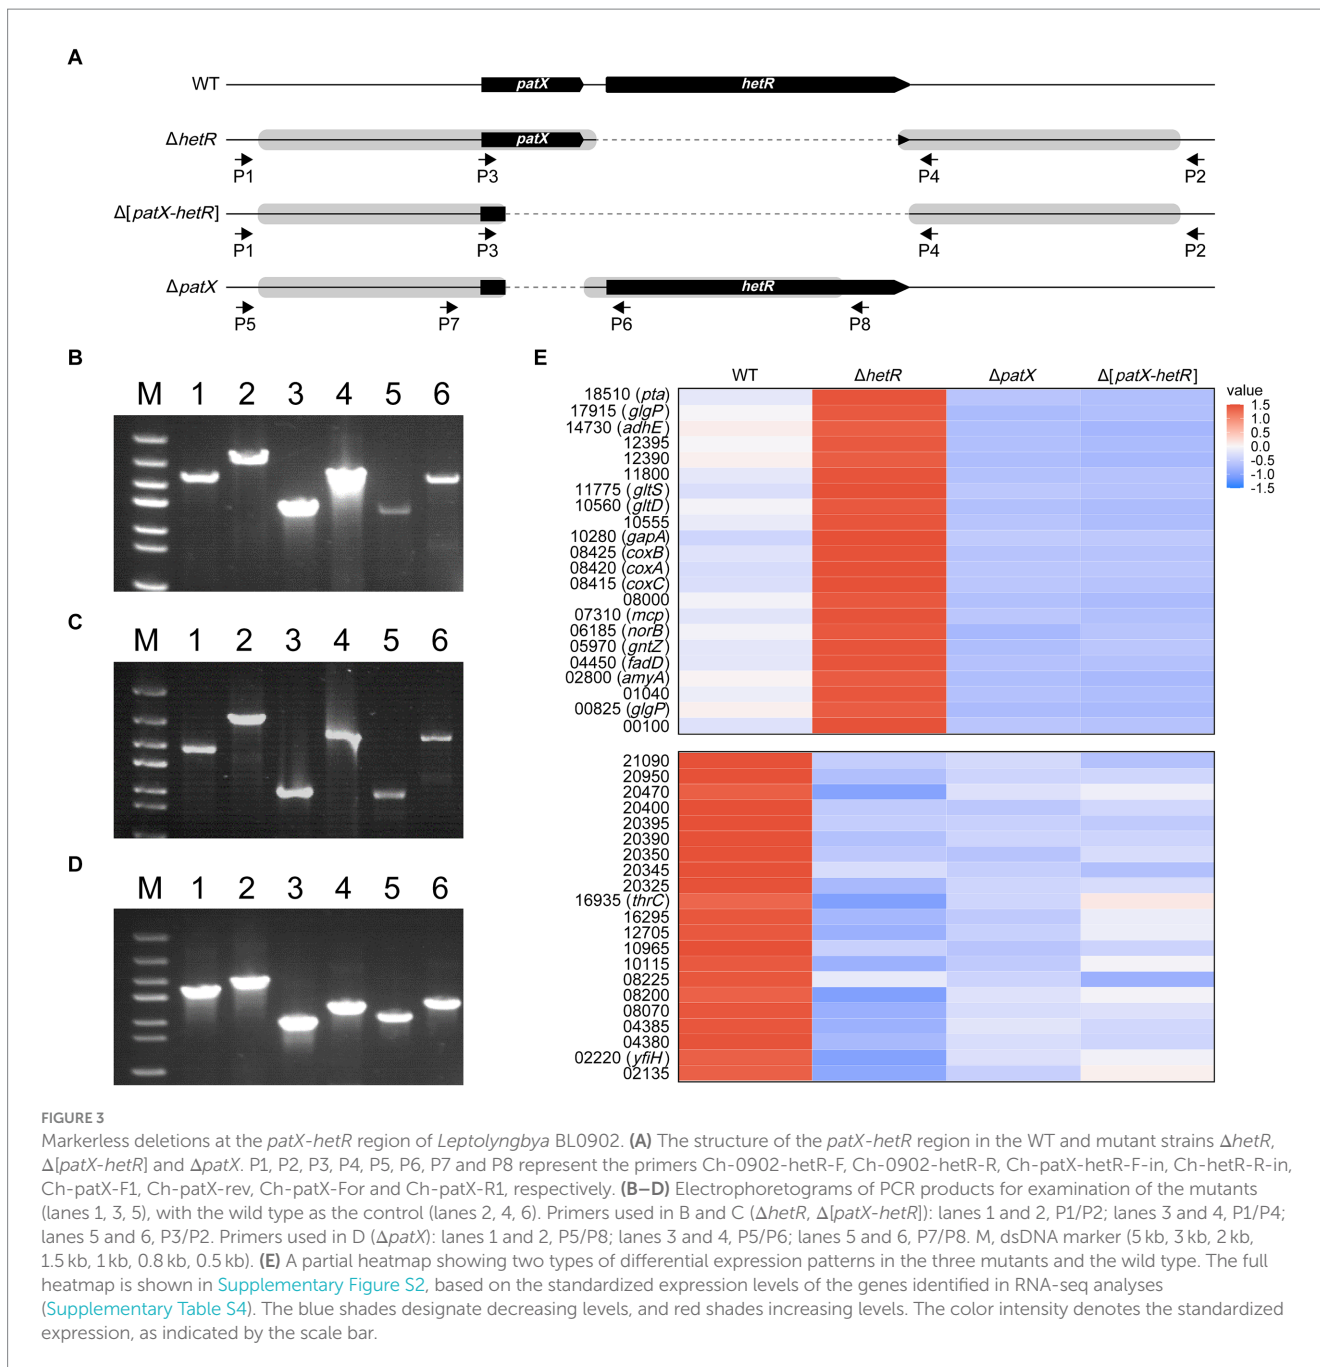 A
WT
patX
hetR
ΔhetR
patX
P1
P3
P4
P2
Δ[patX-hetR]
P1
P3
P4
P2
ΔpatX
hetR
P5
P7
P6
P8
B
M 1 2 3 4 5 6
C
M 1 2 3 4 5 6
D
M 1 2 3 4 5 6
E
WT ΔhetR ΔpatX Δ[patX-hetR]
18510 (pta)
17915 (glgP)
14730 (adhE)
12395
12390
11800
11775 (gltS)
10560 (gltD)
10555
10280 (gapA)
08425 (coxB)
08420 (coxA)
08415 (coxC)
08000
07310 (mcp)
06185 (norB)
05970 (gntZ)
04450 (fadD)
02800 (amyA)
01040
00825 (glgP)
00100
21090
20950
20470
20400
20395
20390
20350
20345
20325
16935 (thrC)
16295
12705
10965
10115
08225
08200
08070
04385
04380
02220 (yfiH)
02135
value
1.5
1.0
0.5
0.0
-0.5
-1.0
-1.5
FIGURE 3
Markerless deletions at the patX-hetR region of Leptolyngbya BL0902. (A) The structure of the patX-hetR region in the WT and mutant strains ΔhetR,
Δ[patX-hetR] and ΔpatX. P1, P2, P3, P4, P5, P6, P7 and P8 represent the primers Ch-0902-hetR-F, Ch-0902-hetR-R, Ch-patX-hetR-F-in, Ch-hetR-R-in,
Ch-patX-F1, Ch-patX-rev, Ch-patX-For and Ch-patX-R1, respectively. (B–D) Electrophoretograms of PCR products for examination of the mutants
(lanes 1, 3, 5), with the wild type as the control (lanes 2, 4, 6). Primers used in B and C (ΔhetR, Δ[patX-hetR]): lanes 1 and 2, P1/P2; lanes 3 and 4, P1/P4;
lanes 5 and 6, P3/P2. Primers used in D (ΔpatX): lanes 1 and 2, P5/P8; lanes 3 and 4, P5/P6; lanes 5 and 6, P7/P8. M, dsDNA marker (5 kb, 3 kb, 2 kb,
1.5 kb, 1 kb, 0.8 kb, 0.5 kb). (E) A partial heatmap showing two types of differential expression patterns in the three mutants and the wild type. The full
heatmap is shown in Supplementary Figure S2, based on the standardized expression levels of the genes identified in RNA-seq analyses
(Supplementary Table S4). The blue shades designate decreasing levels, and red shades increasing levels. The color intensity denotes the standardized
expression, as indicated by the scale bar.